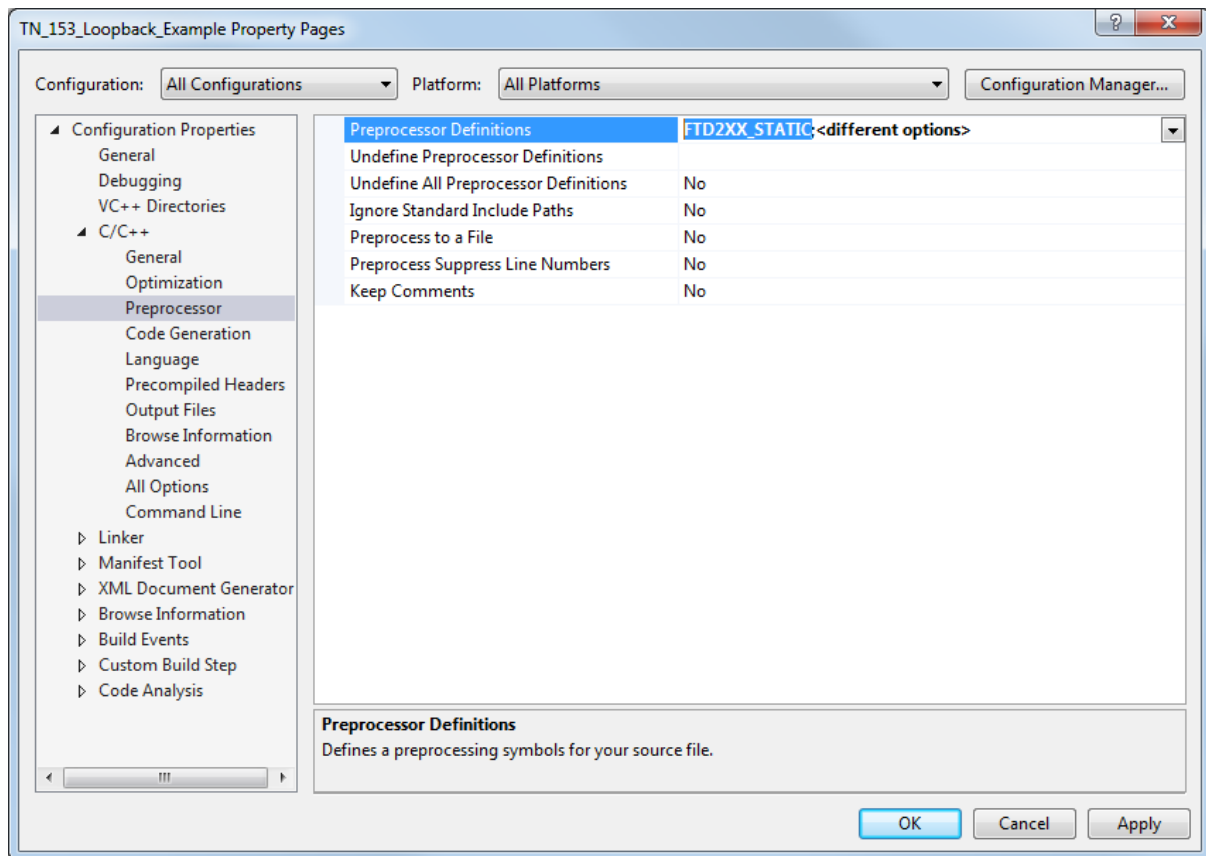 TN_153_Loopback_Example Property Pages
Configuration: All Configurations Platform: All Platforms Configuration Manager...
Configuration Properties
General
Debugging
VC++ Directories
C/C++
General
Optimization
Preprocessor
Code Generation
Language
Precompiled Headers
Output Files
Browse Information
Advanced
All Options
Command Line
Linker
Manifest Tool
XML Document Generator
Browse Information
Build Events
Custom Build Step
Code Analysis
Preprocessor Definitions FTD2XX_STATIC;<different options>
Undefine Preprocessor Definitions
Undefine All Preprocessor Definitions No
Ignore Standard Include Paths No
Preprocess to a File No
Preprocess Suppress Line Numbers No
Keep Comments No
Preprocessor Definitions
Defines a preprocessing symbols for your source file.
OK Cancel Apply